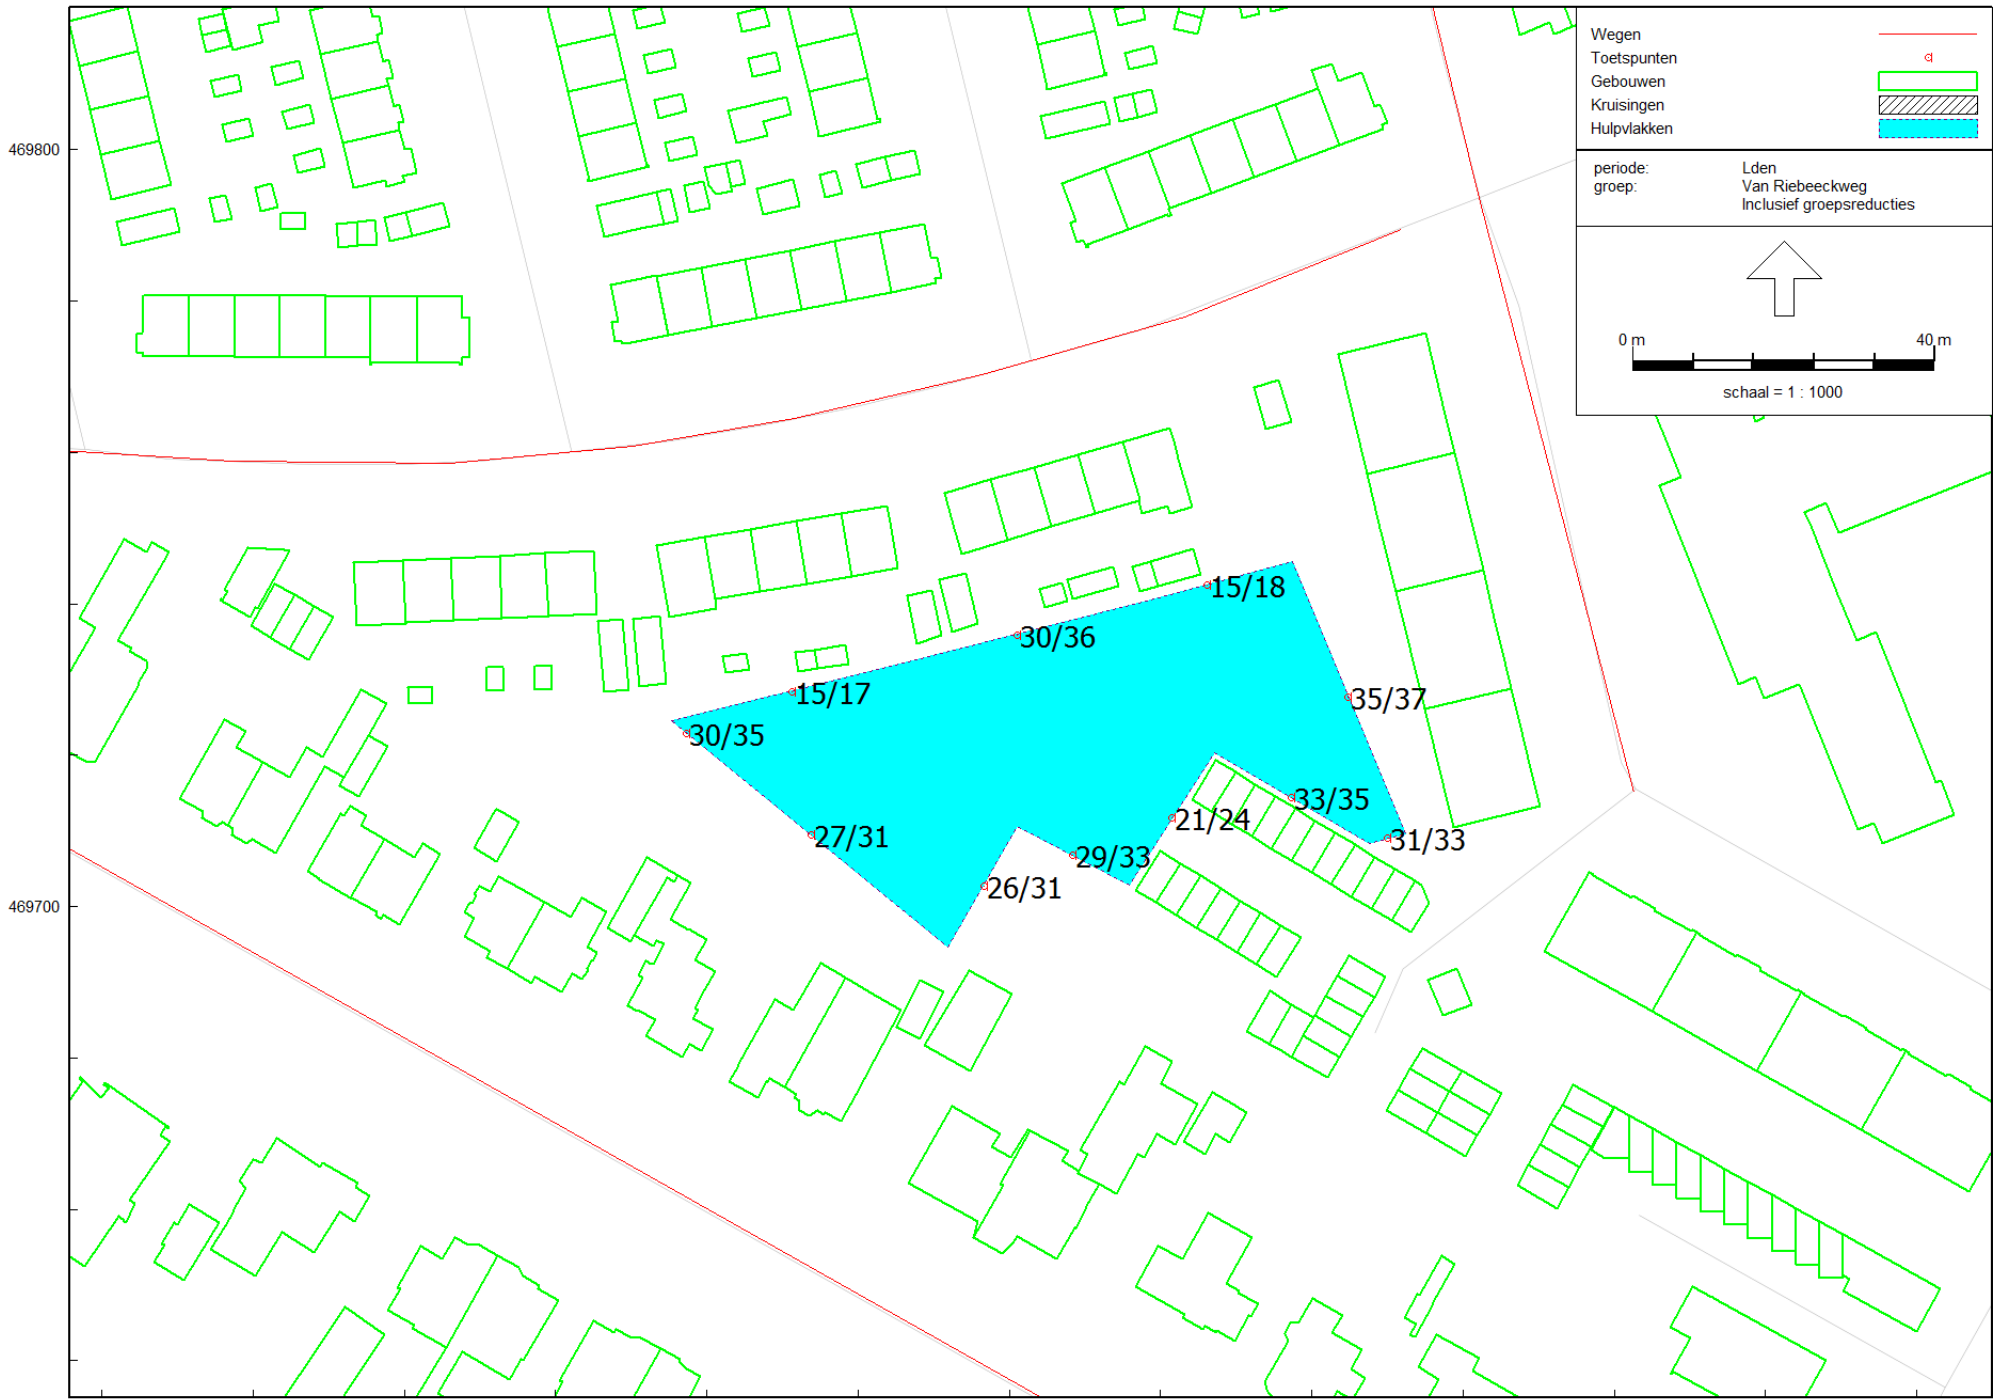 Wegen
Toetspunten
Gebouwen
Kruisingen
Hulpvlakken
469800
periode: Lden
groep: Van Riebeeckweg
Inclusief groepsreducties
0 m 40 m
schaal = 1 : 1000
15/18
30/36
15/17
35/37
30/35
33/35
21/24
27/31
31/33
29/33
26/31
469700